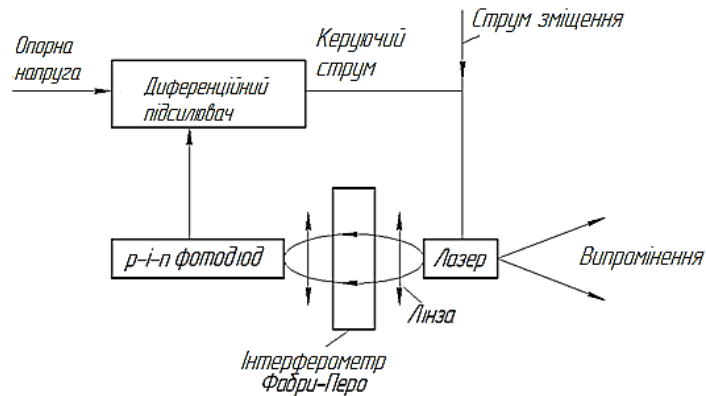 Опорна
напруга
Диференційний
підсилювач
Керуючий
струм
Струм зміщення
p-i-n фотодіод
Лазер
Випромінення
Лінза
Інтерферометр
Фабри-Перо